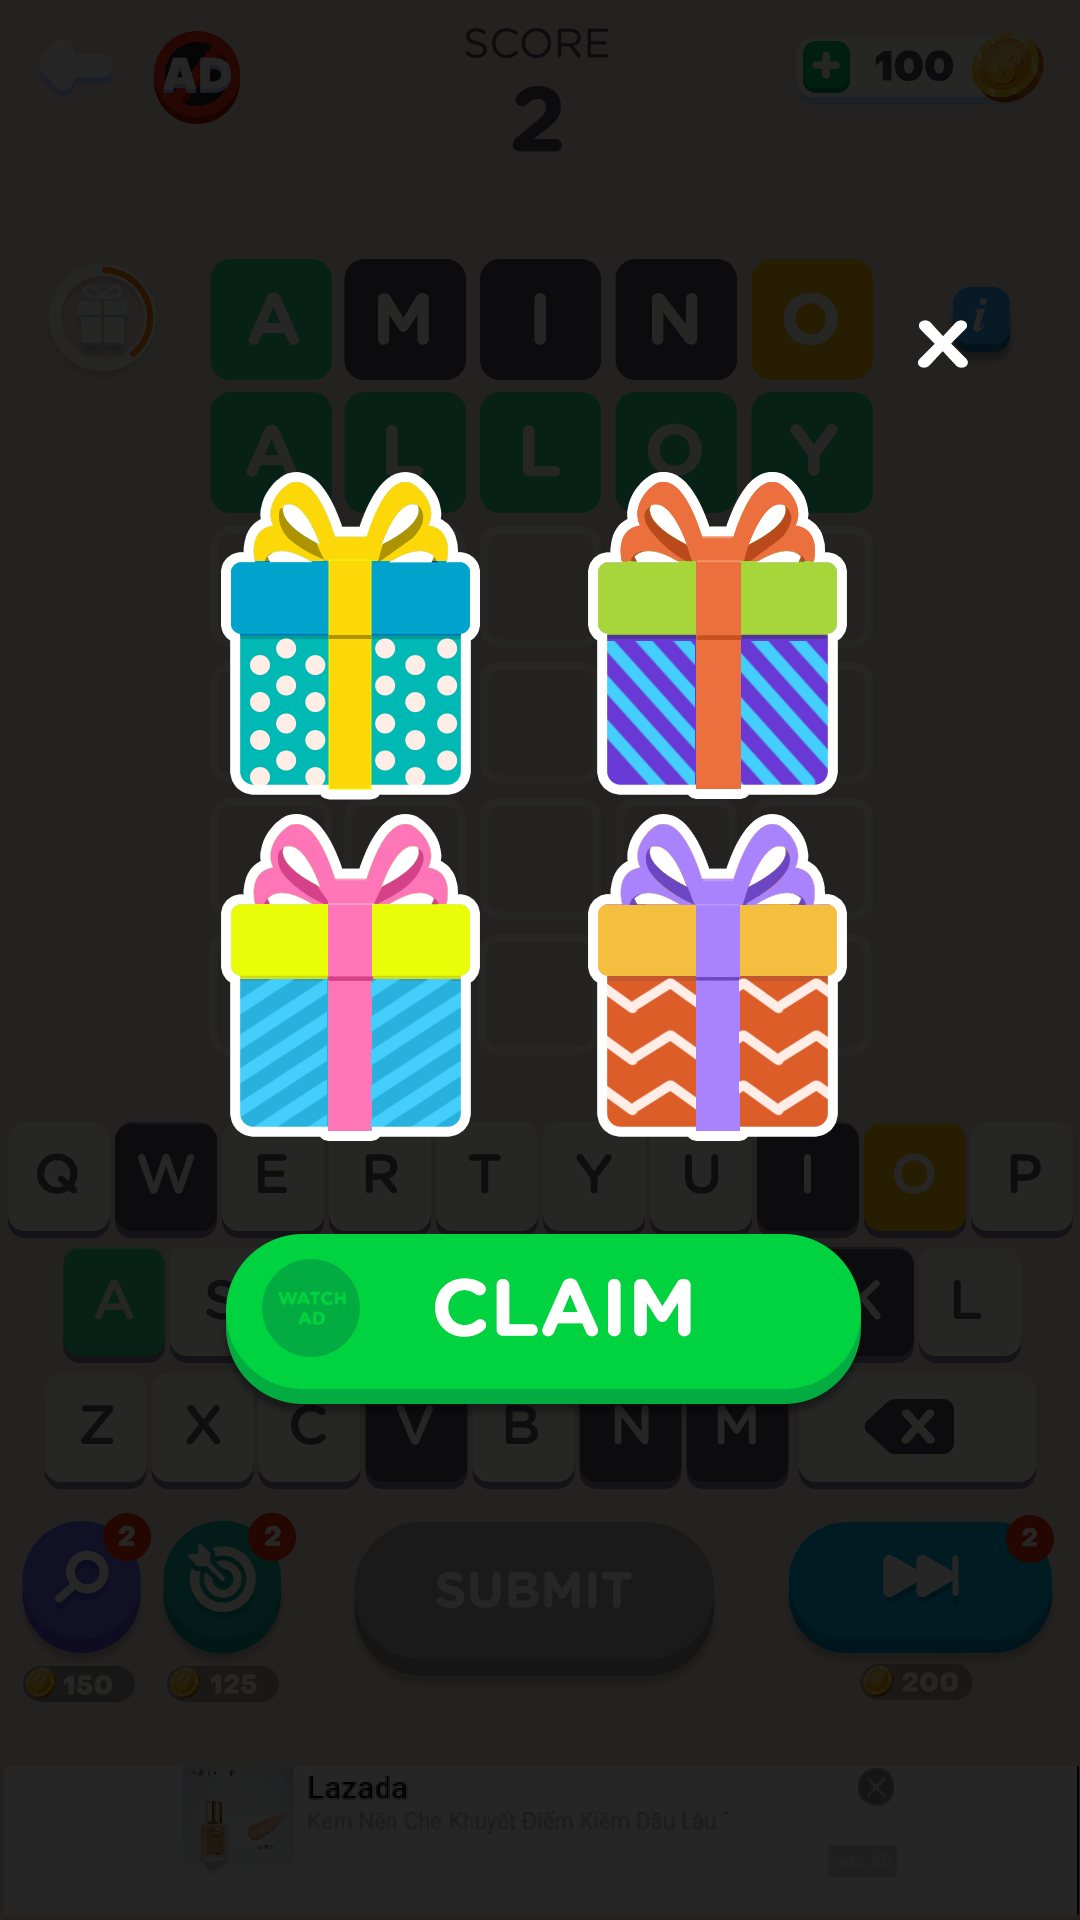 SCORE
AD
2
100
A M I N O
i
A L L O Y
Q W E R T Y U I O P
A S K L
WATCH
AD
CLAIM
Z X C V B N M
2
2
2
SUBMIT
150
125
200
Lazada
Kem Nền Che Khuyết Điểm Kiềm Dầu Lâu
AD